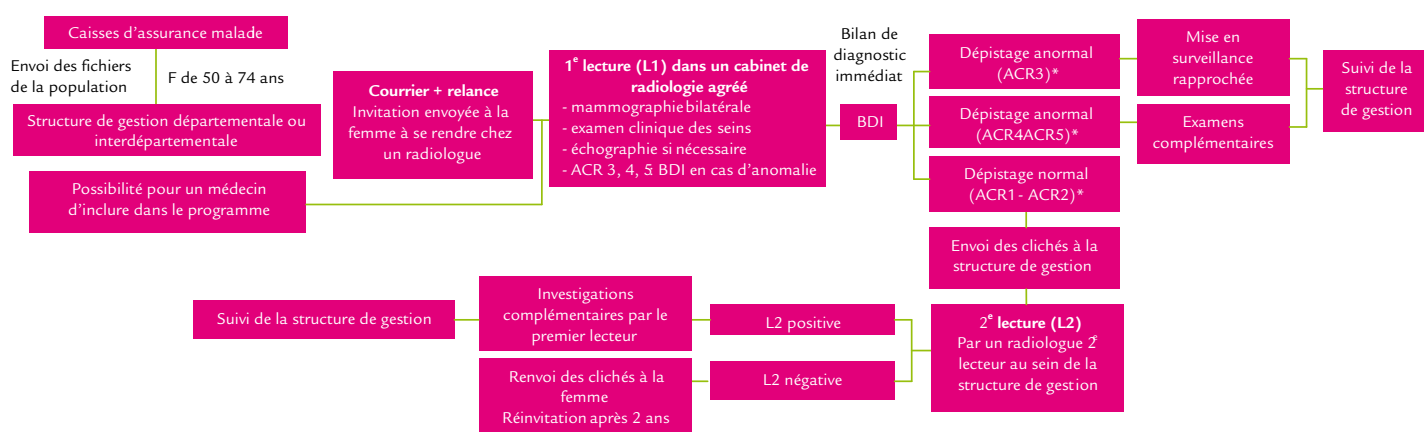 Caisses d'assurance malade
Envoi des fichiers
de la population
F de 50 à 74 ans
Structure de gestion départementale ou
interdépartementale
Possibilité pour un médecin
d'inclure dans le programme
Courrier + relance
Invitation envoyée à la
femme à se rendre chez
un radiologue
1e lecture (L1) dans un cabinet de
radiologie agréé
- mammographie bilatérale
- examen clinique des seins
- échographie si nécessaire
- ACR 3, 4, 5: BDI en cas d'anomalie
Bilan de
diagnostic
immédiat
BDI
Dépistage anormal
(ACR3)*
Dépistage anormal
(ACR4ACR5)*
Dépistage normal
(ACR1- ACR2)*
Mise en
surveillance
rapprochée
Examens
complémentaires
Suivi de la
structure
de gestion
Envoi des clichés à la
structure de gestion
2e lecture (L2)
Par un radiologue 2e
lecteur au sein de la
structure de gestion
L2 positive
L2 négative
Investigations
complémentaires par le
premier lecteur
Suivi de la structure de gestion
Renvoi des clichés à la
femme
Réinvitation après 2 ans